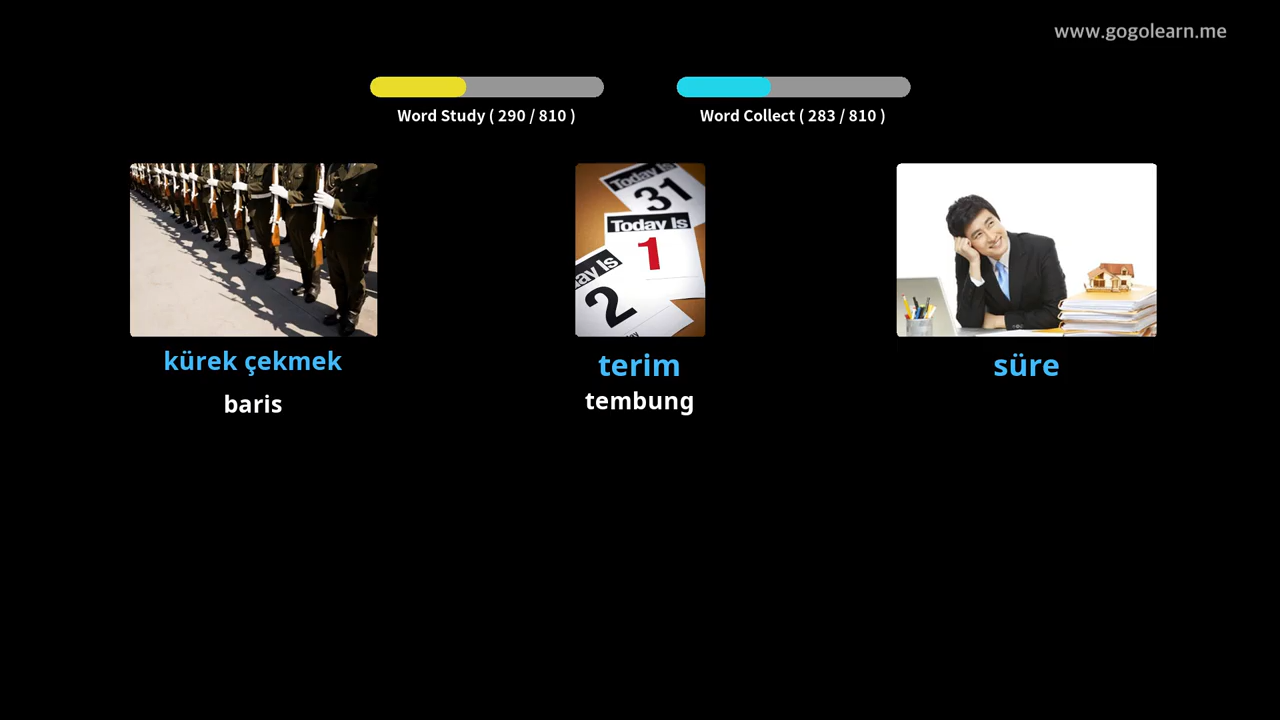 www.gogolearn.me
Word Study ( 290 / 810 )
Word Collect ( 283 / 810 )
Today Is
31
Today Is
1
ay Is
2
kürek çekmek
terim
süre
baris
tembung